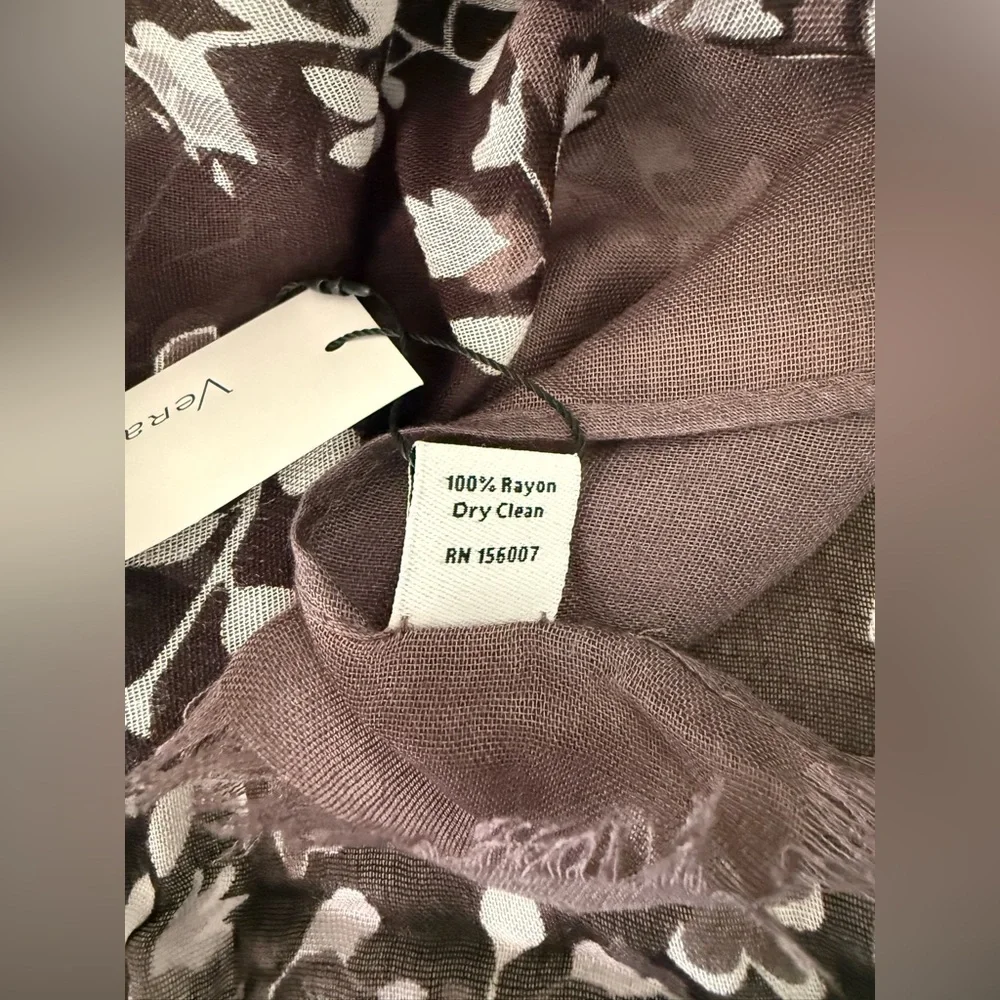 Vera
100% Rayon
Dry Clean
RN 156007